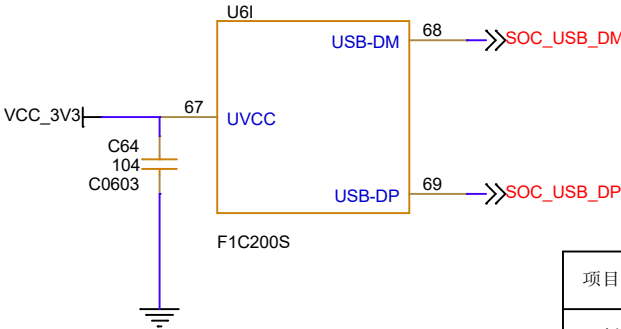 U6I
USB-DM
68
SOC_USB_DM
VCC_3V3
67
UVCC
C64
104
C0603
USB-DP
69
SOC_USB_DP
F1C200S
项目